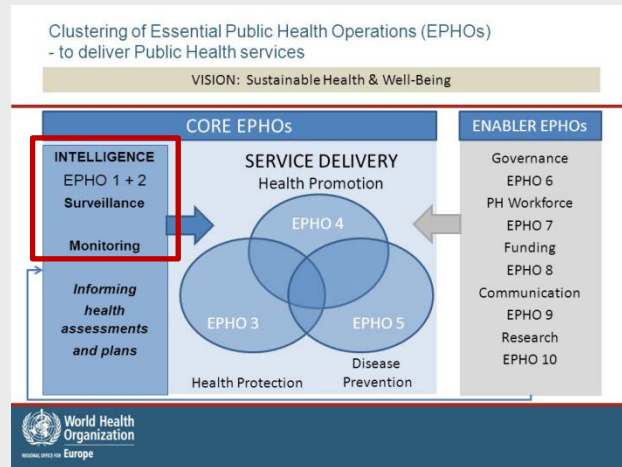 Clustering of Essential Public Health Operations (EPHOs)
- to deliver Public Health services
VISION: Sustainable Health & Well-Being
CORE EPHOs
INTELLIGENCE
EPHO 1 + 2
Surveillance
Monitoring
Informing
health
assessments
and plans
SERVICE DELIVERY
Health Promotion
EPHO 4
EPHO 3
EPHO 5
Health Protection
Disease
Prevention
ENABLER EPHOs
Governance
EPHO 6
PH Workforce
EPHO 7
Funding
EPHO 8
Communication
EPHO 9
Research
EPHO 10
World Health
Organization
REGIONAL OFFICE FOR Europe